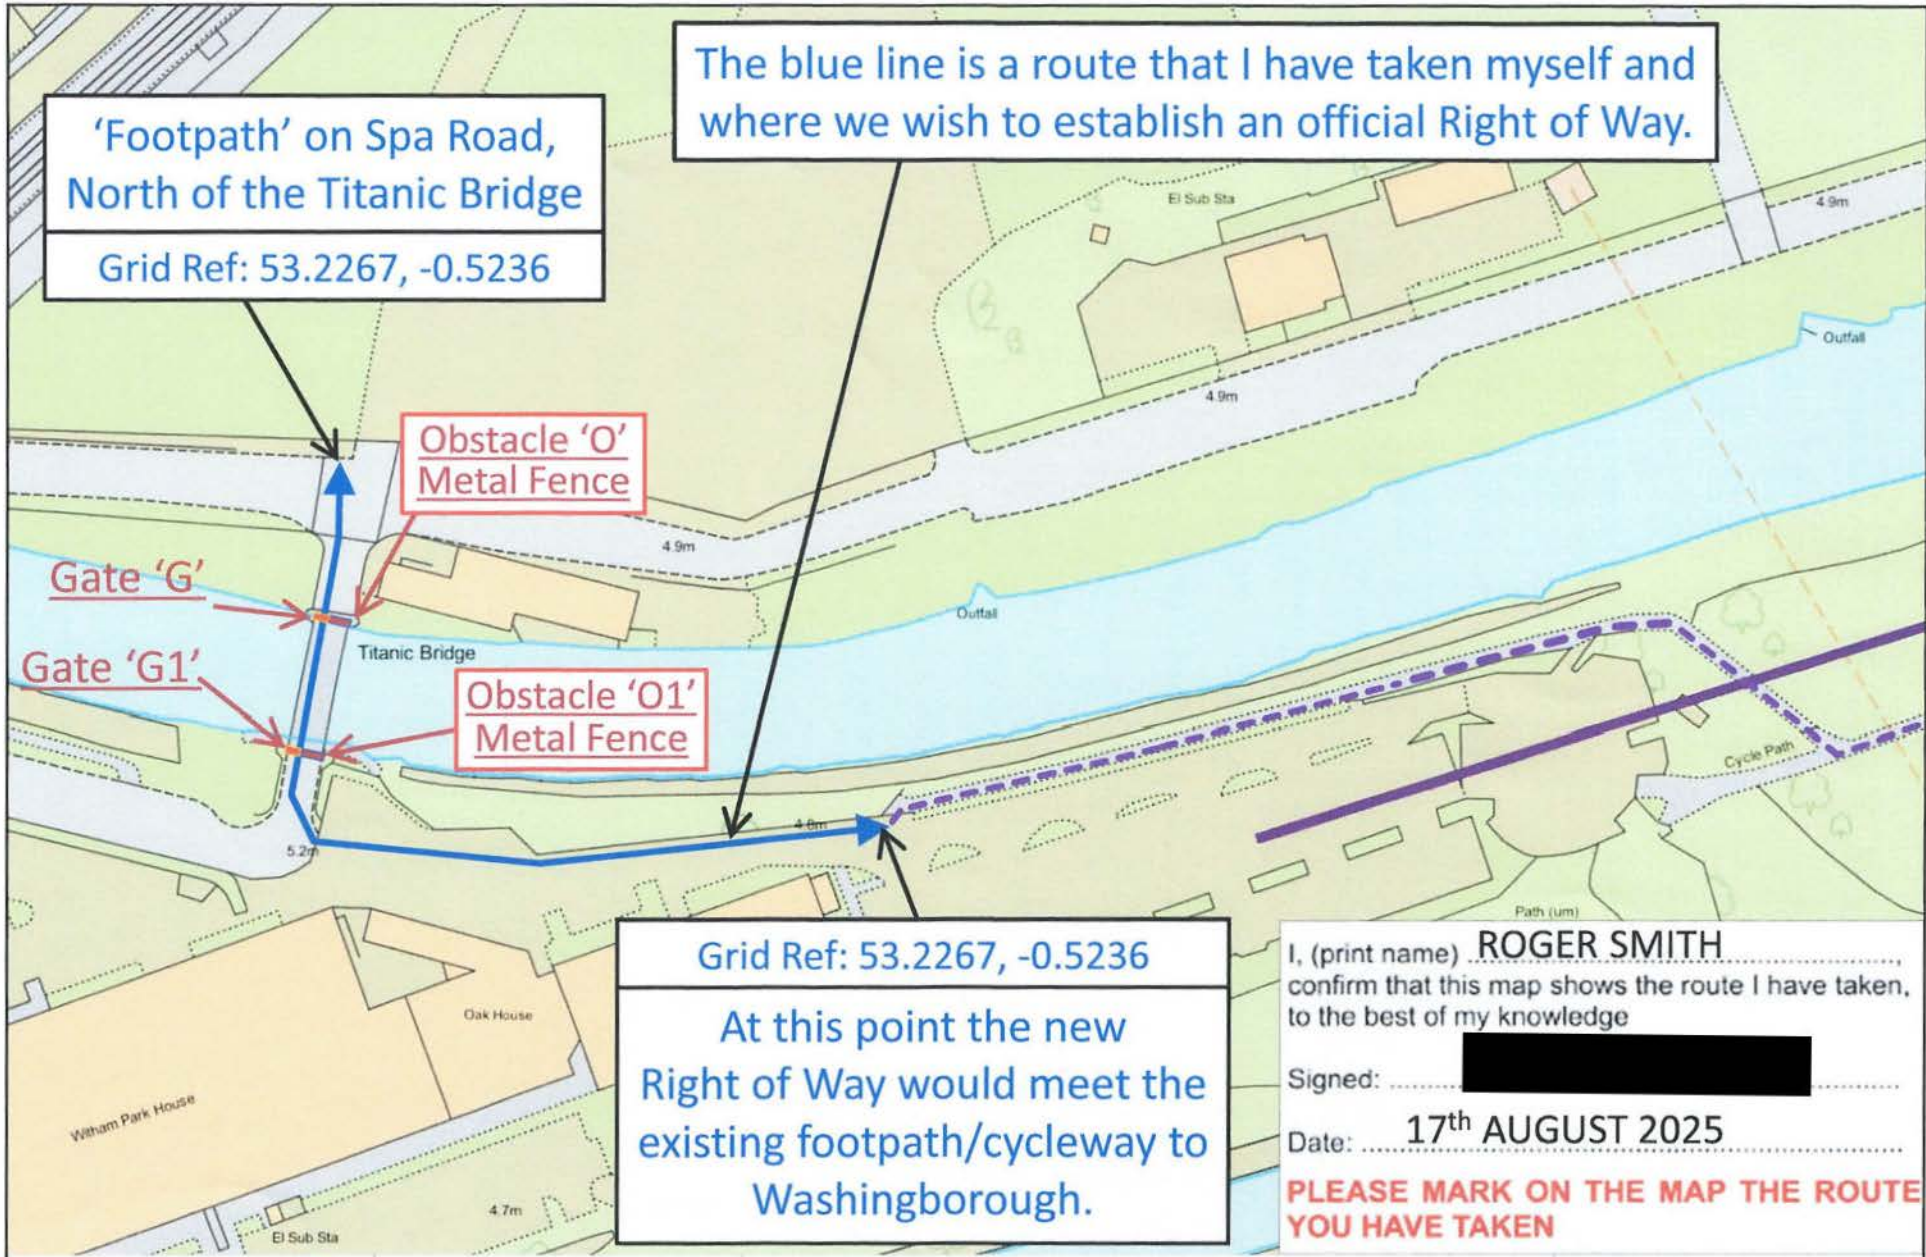 The blue line is a route that I have taken myself and
where we wish to establish an official Right of Way.
'Footpath' on Spa Road,
North of the Titanic Bridge
Grid Ref: 53.2267, -0.5236
El Sub Sta
4.9m
Outfall
4.9m
Obstacle 'O'
Metal Fence
4.9m
Gate 'G'
Outfall
Titanic Bridge
Gate 'G1'
Obstacle 'O1'
Metal Fence
Cycle Path
4.8m
5.2m
Path (um)
Grid Ref: 53.2267, -0.5236
At this point the new
Right of Way would meet the
existing footpath/cycleway to
Washingborough.
Oak House
Witham Park House
4.7m
El Sub Sta
I, (print name) ROGER SMITH,
confirm that this map shows the route I have taken,
to the best of my knowledge
Signed:
Date: 17th AUGUST 2025
PLEASE MARK ON THE MAP THE ROUTE
YOU HAVE TAKEN